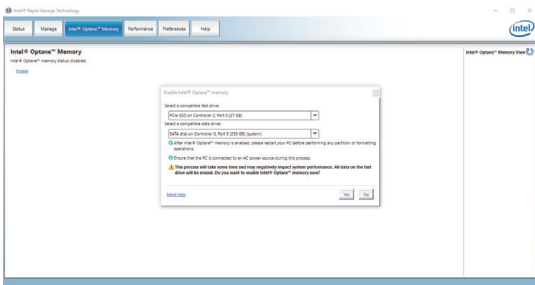 Intel® Rapid Storage Technology
Status Manage Intel® Optane™ Memory Performance Preferences Help
intel
Intel® Optane™ Memory
Intel® Optane™ memory status: disabled.
Enable
Intel® Optane™ Memory View
Enable Intel® Optane™ memory
Select a compatible fast drive:
PCIe SSD on Controller 0, Port 0 (27 GB)
Select a compatible data drive:
SATA disk on Controller 0, Port 5 (233 GB) (system)
After Intel® Optane™ memory is enabled, please restart your PC before performing any partition or formatting
operations.
Ensure that the PC is connected to an AC power source during this process.
This process will take some time and may negatively impact system performance. All data on the fast
drive will be erased. Do you want to enable Intel® Optane™ memory now?
More help
Yes No